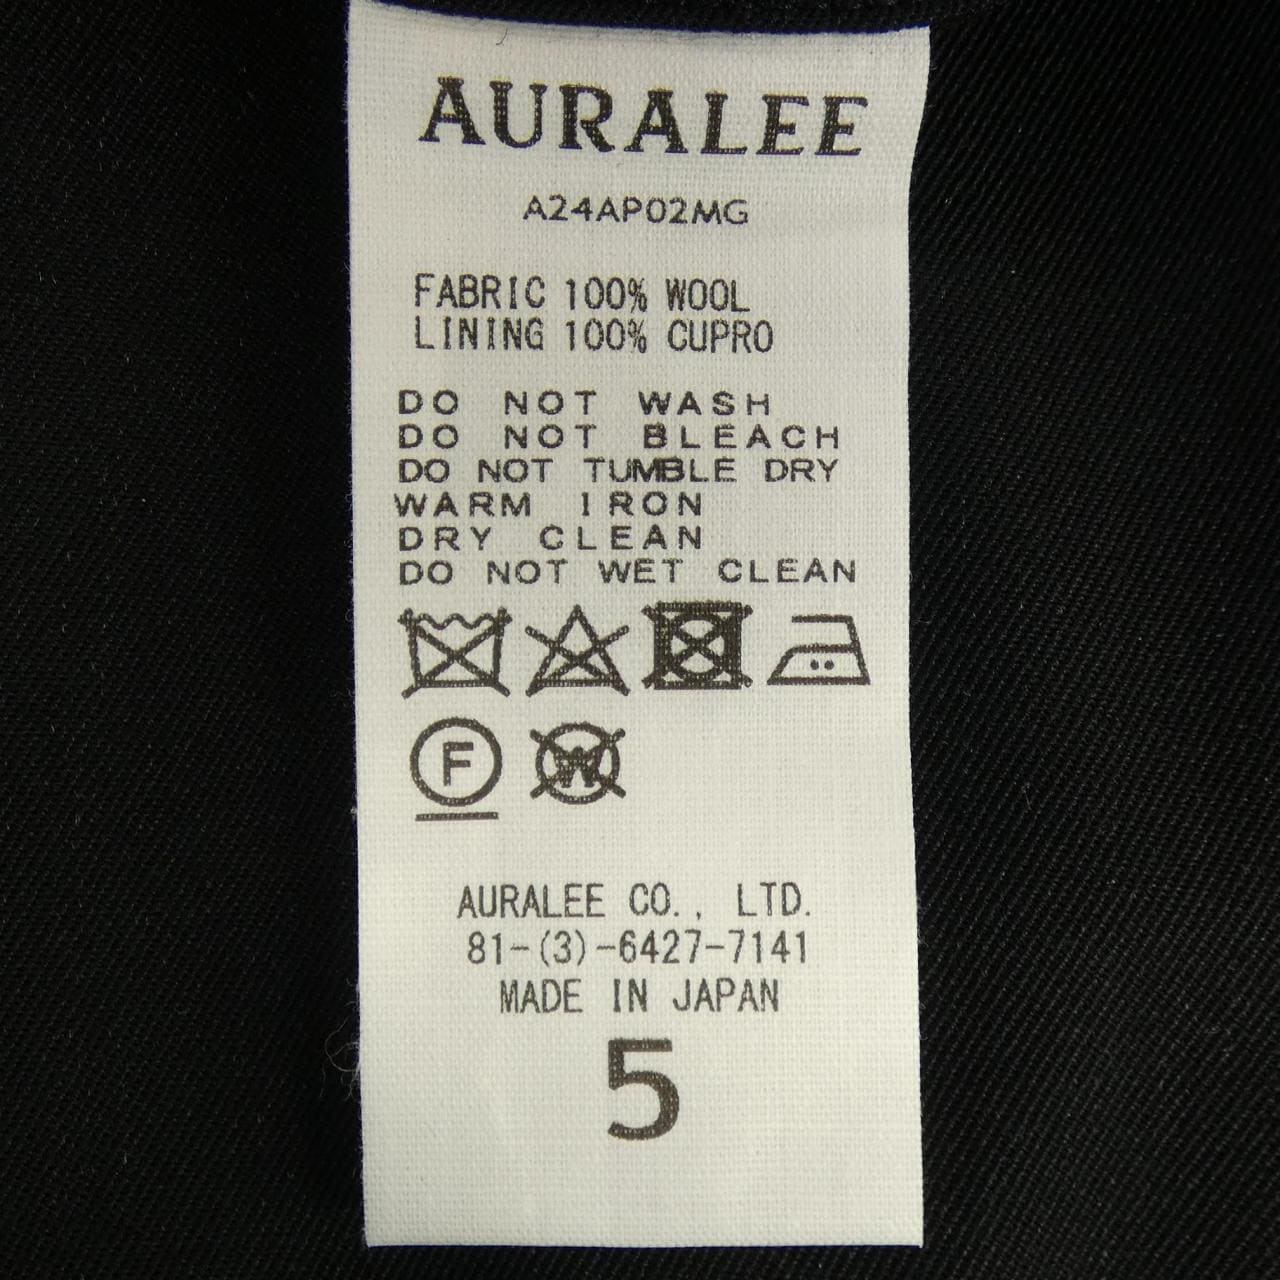 AURALEE
A24AP02MG
FABRIC 100% WOOL
LINING 100% CUPRO
DO NOT WASH
DO NOT BLEACH
DO NOT TUMBLE DRY
WARM IRON
DRY CLEAN
DO NOT WET CLEAN
F W
AURALEE CO., LTD.
81-(3)-6427-7141
MADE IN JAPAN
5